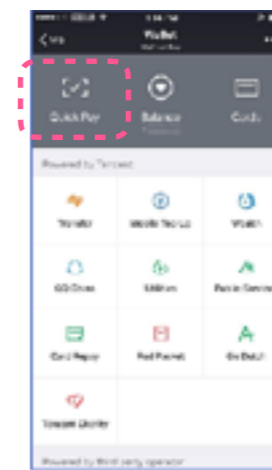 Wallet
Quick Pay
Balance
Cards
Powered by Tencent
Transfer
Mobile Top Up
Wealth
QQ Coins
Utilities
Public Service
Card Repay
Red Packet
Go Dutch
Tencent Charity
Powered by third party operator